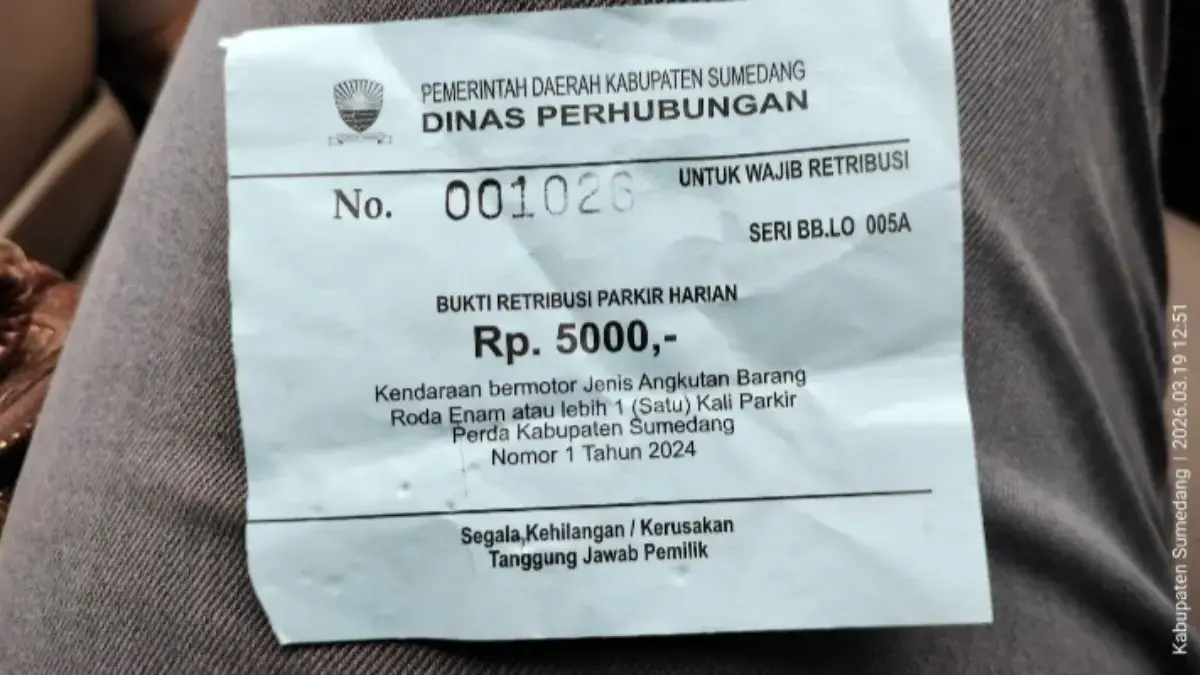 PEMERINTAH DAERAH KABUPATEN SUMEDANG
DINAS PERHUBUNGAN
No. 001026
UNTUK WAJIB RETRIBUSI
SERI BB.LO 005A
BUKTI RETRIBUSI PARKIR HARIAN
Rp. 5000,-
Kendaraan bermotor Jenis Angkutan Barang
Roda Enam atau lebih 1 (Satu) Kali Parkir
Perda Kabupaten Sumedang
Nomor 1 Tahun 2024
Segala,Kehilangan / Kerusakan
Tanggung Jawab Pemilik
Kabupaten Sumedang | 2026.03.19 12:51